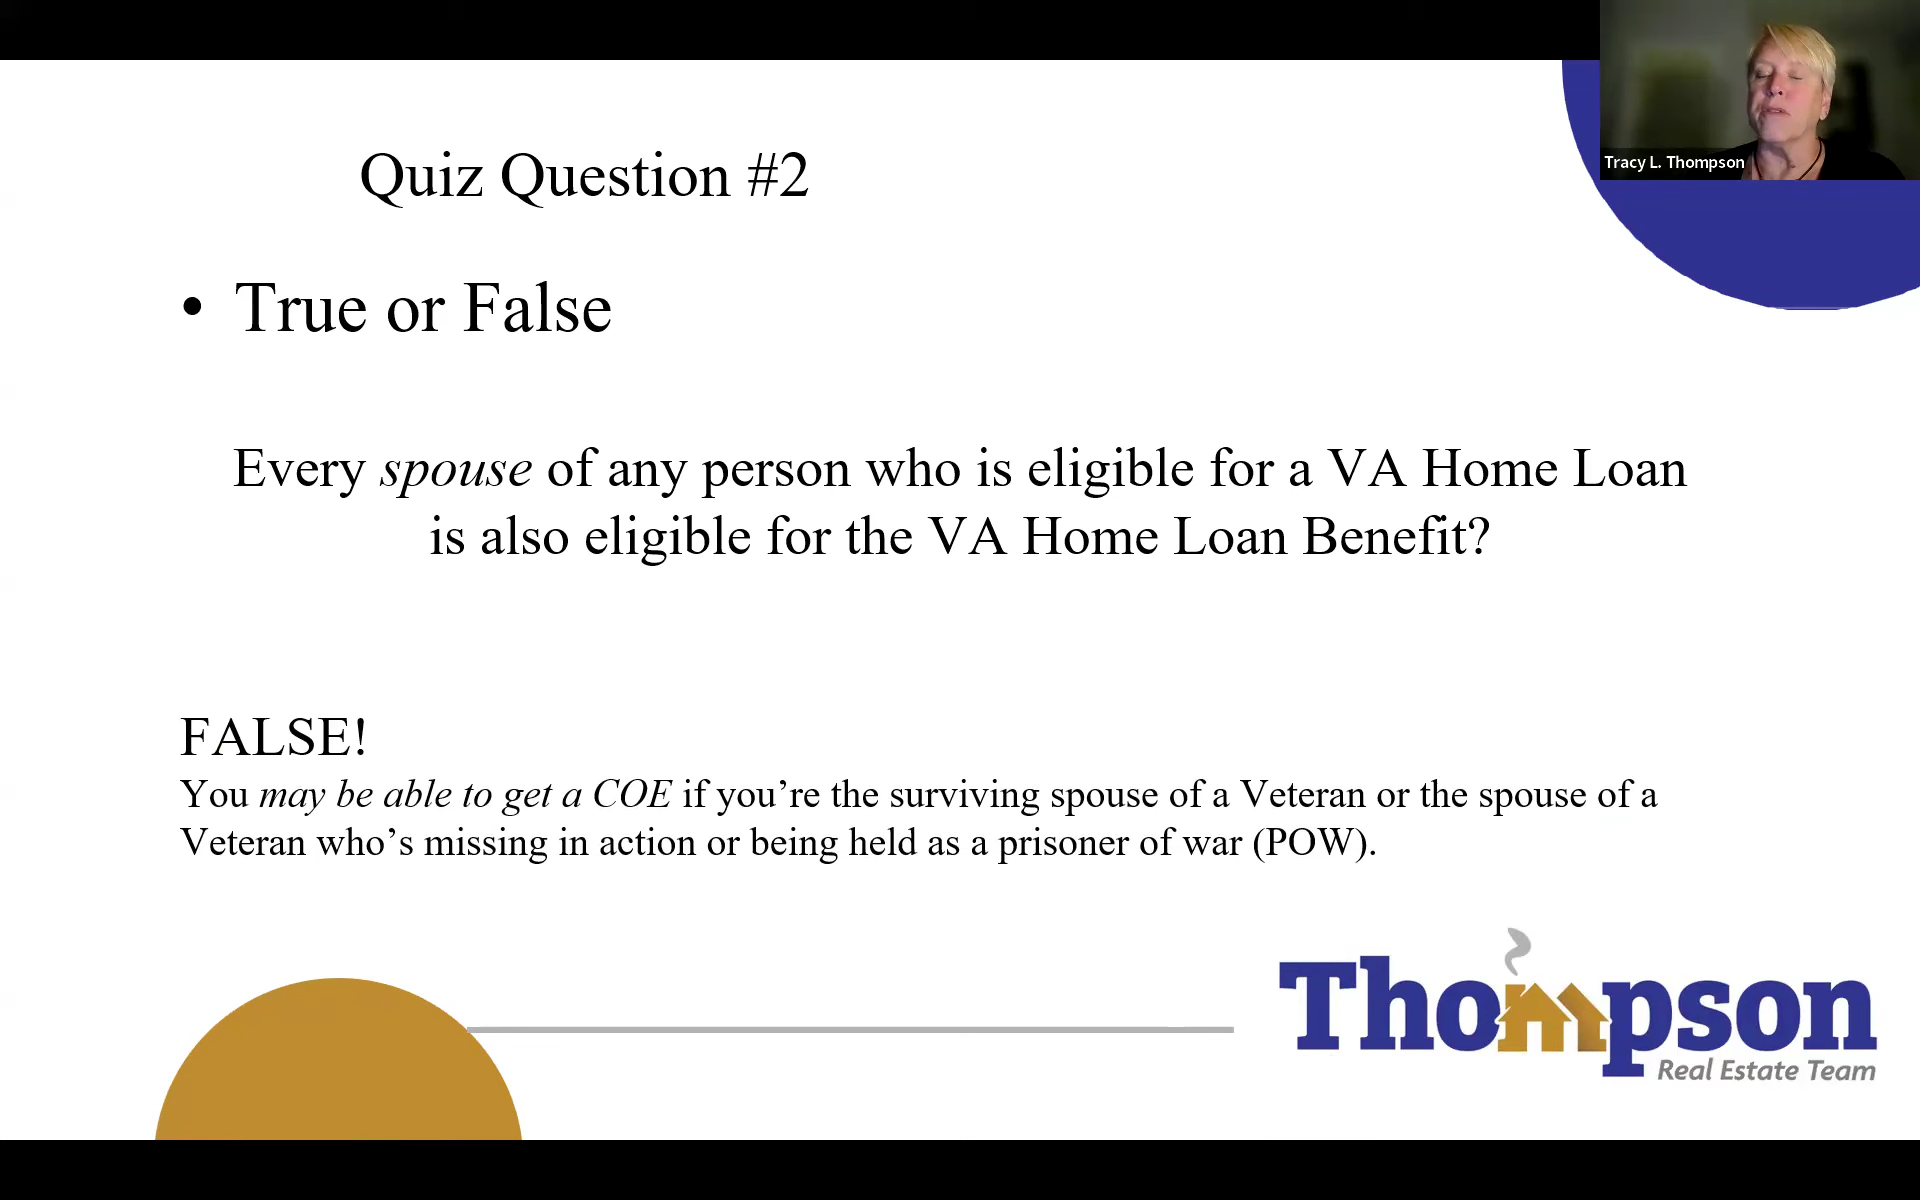 Tracy L. Thompson
Quiz Question #2
• True or False
Every spouse of any person who is eligible for a VA Home Loan
is also eligible for the VA Home Loan Benefit?
FALSE!
You may be able to get a COE if you’re the surviving spouse of a Veteran or the spouse of a
Veteran who’s missing in action or being held as a prisoner of war (POW).
Thompson
Real Estate Team